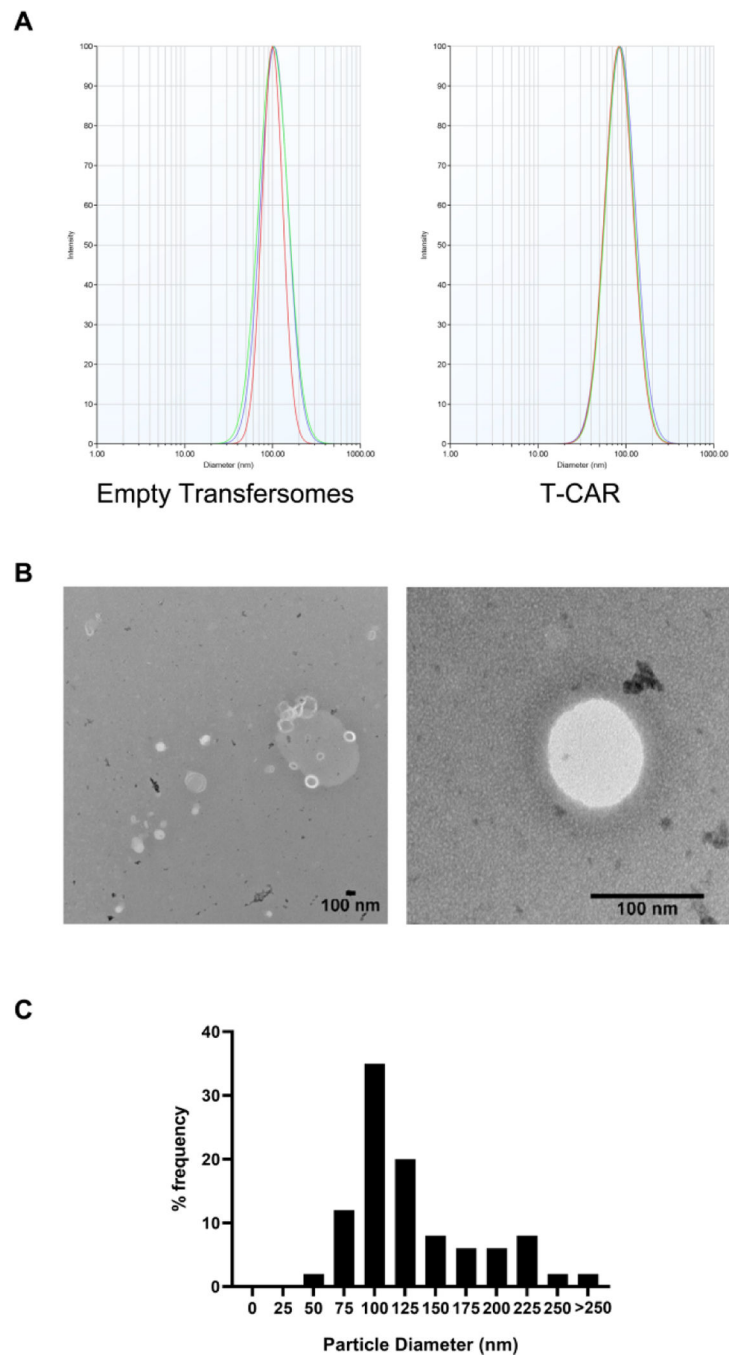 A
100
90
80
70
60
50
40
30
20
10
0
Intensity
1.00 10.00 100.00 1000.00
Diameter (nm)
Empty Transfersomes
100
90
80
70
60
50
40
30
20
10
0
Intensity
1.00 10.00 100.00 1000.00
Diameter (nm)
T-CAR
B
100 nm
100 nm
C
40
30
20
10
0
% frequency
0 25 50 75 100 125 150 175 200 225 250 >250
Particle Diameter (nm)